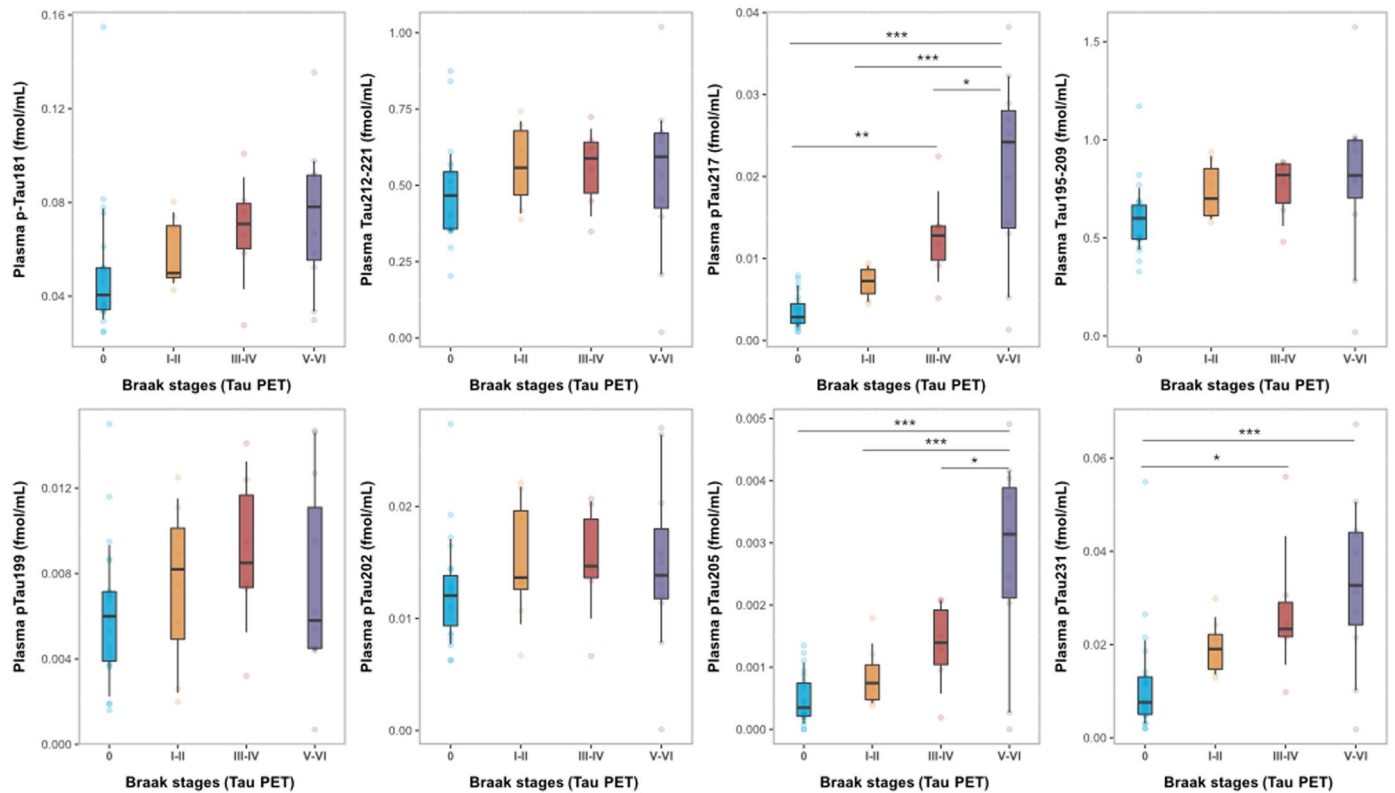 Plasma p-Tau181 (fmol/mL)
0.16
0.12
0.08
0.04
0 I-II III-IV V-VI
Braak stages (Tau PET)
Plasma Tau212-221 (fmol/mL)
1.00
0.75
0.50
0.25
0.00
0 I-II III-IV V-VI
Braak stages (Tau PET)
Plasma pTau217 (fmol/mL)
0.04
0.03
0.02
0.01
0.00
***
***
*
**
0 I-II III-IV V-VI
Braak stages (Tau PET)
Plasma Tau195-209 (fmol/mL)
1.5
1.0
0.5
0.0
0 I-II III-IV V-VI
Braak stages (Tau PET)
Plasma pTau199 (fmol/mL)
0.012
0.008
0.004
0.000
0 I-II III-IV V-VI
Braak stages (Tau PET)
Plasma pTau202 (fmol/mL)
0.02
0.01
0.00
0 I-II III-IV V-VI
Braak stages (Tau PET)
Plasma pTau205 (fmol/mL)
0.005
0.004
0.003
0.002
0.001
0.000
***
***
*
0 I-II III-IV V-VI
Braak stages (Tau PET)
Plasma pTau231 (fmol/mL)
0.06
0.04
0.02
0.00
***
*
0 I-II III-IV V-VI
Braak stages (Tau PET)